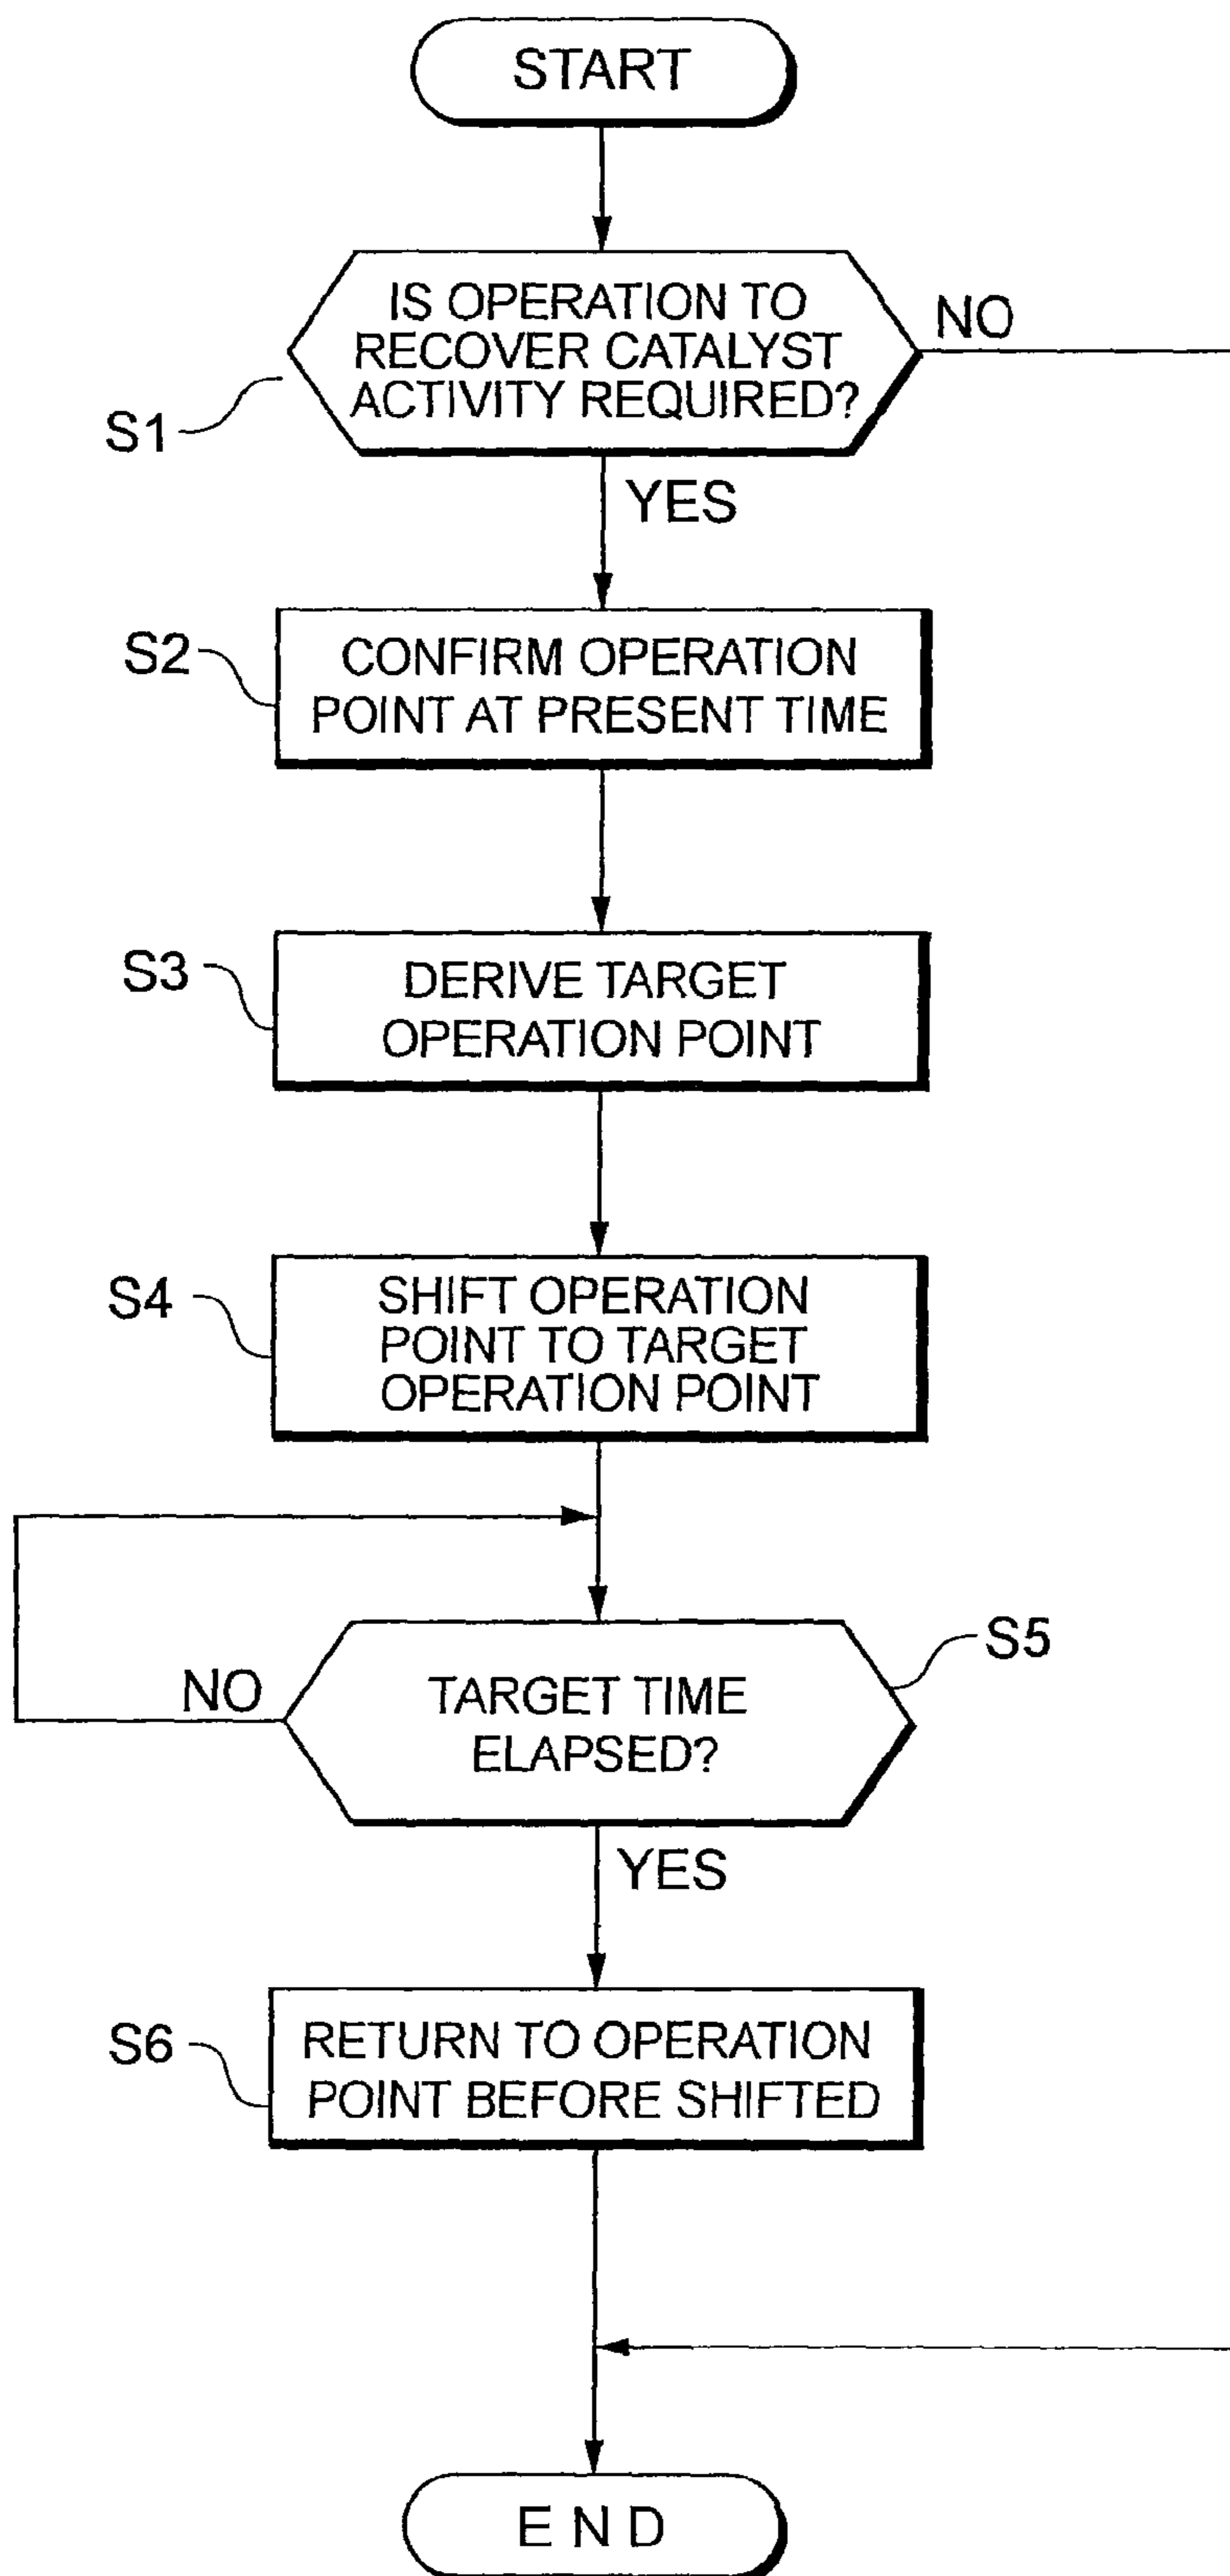 START
IS OPERATION TO
RECOVER CATALYST
ACTIVITY REQUIRED?
NO
S1
YES
S2
CONFIRM OPERATION
POINT AT PRESENT TIME
S3
DERIVE TARGET
OPERATION POINT
S4
SHIFT OPERATION
POINT TO TARGET
OPERATION POINT
S5
NO
TARGET TIME
ELAPSED?
YES
S6
RETURN TO OPERATION
POINT BEFORE SHIFTED
END